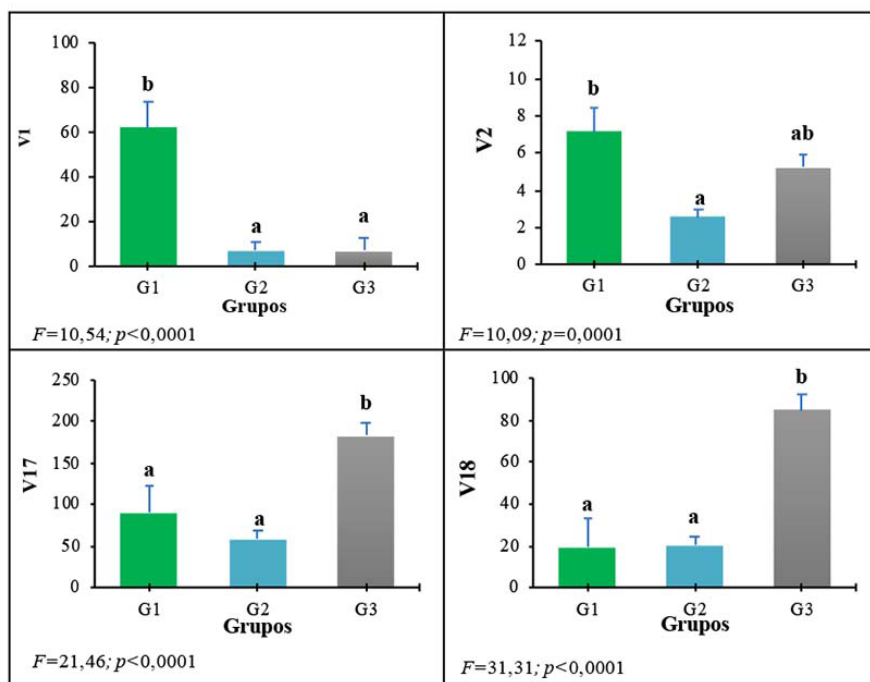 V1
100
80
60
40
20
0
b
a
a
G1 G2 G3
Grupos
F=10,54; p<0,0001
V2
12
10
8
6
4
2
0
b
a
ab
G1 G2 G3
Grupos
F=10,09; p=0,0001
V17
250
200
150
100
50
0
a
a
b
G1 G2 G3
Grupos
F=21,46; p<0,0001
V18
100
80
60
40
20
0
a
a
b
G1 G2 G3
Grupos
F=31,31; p<0,0001